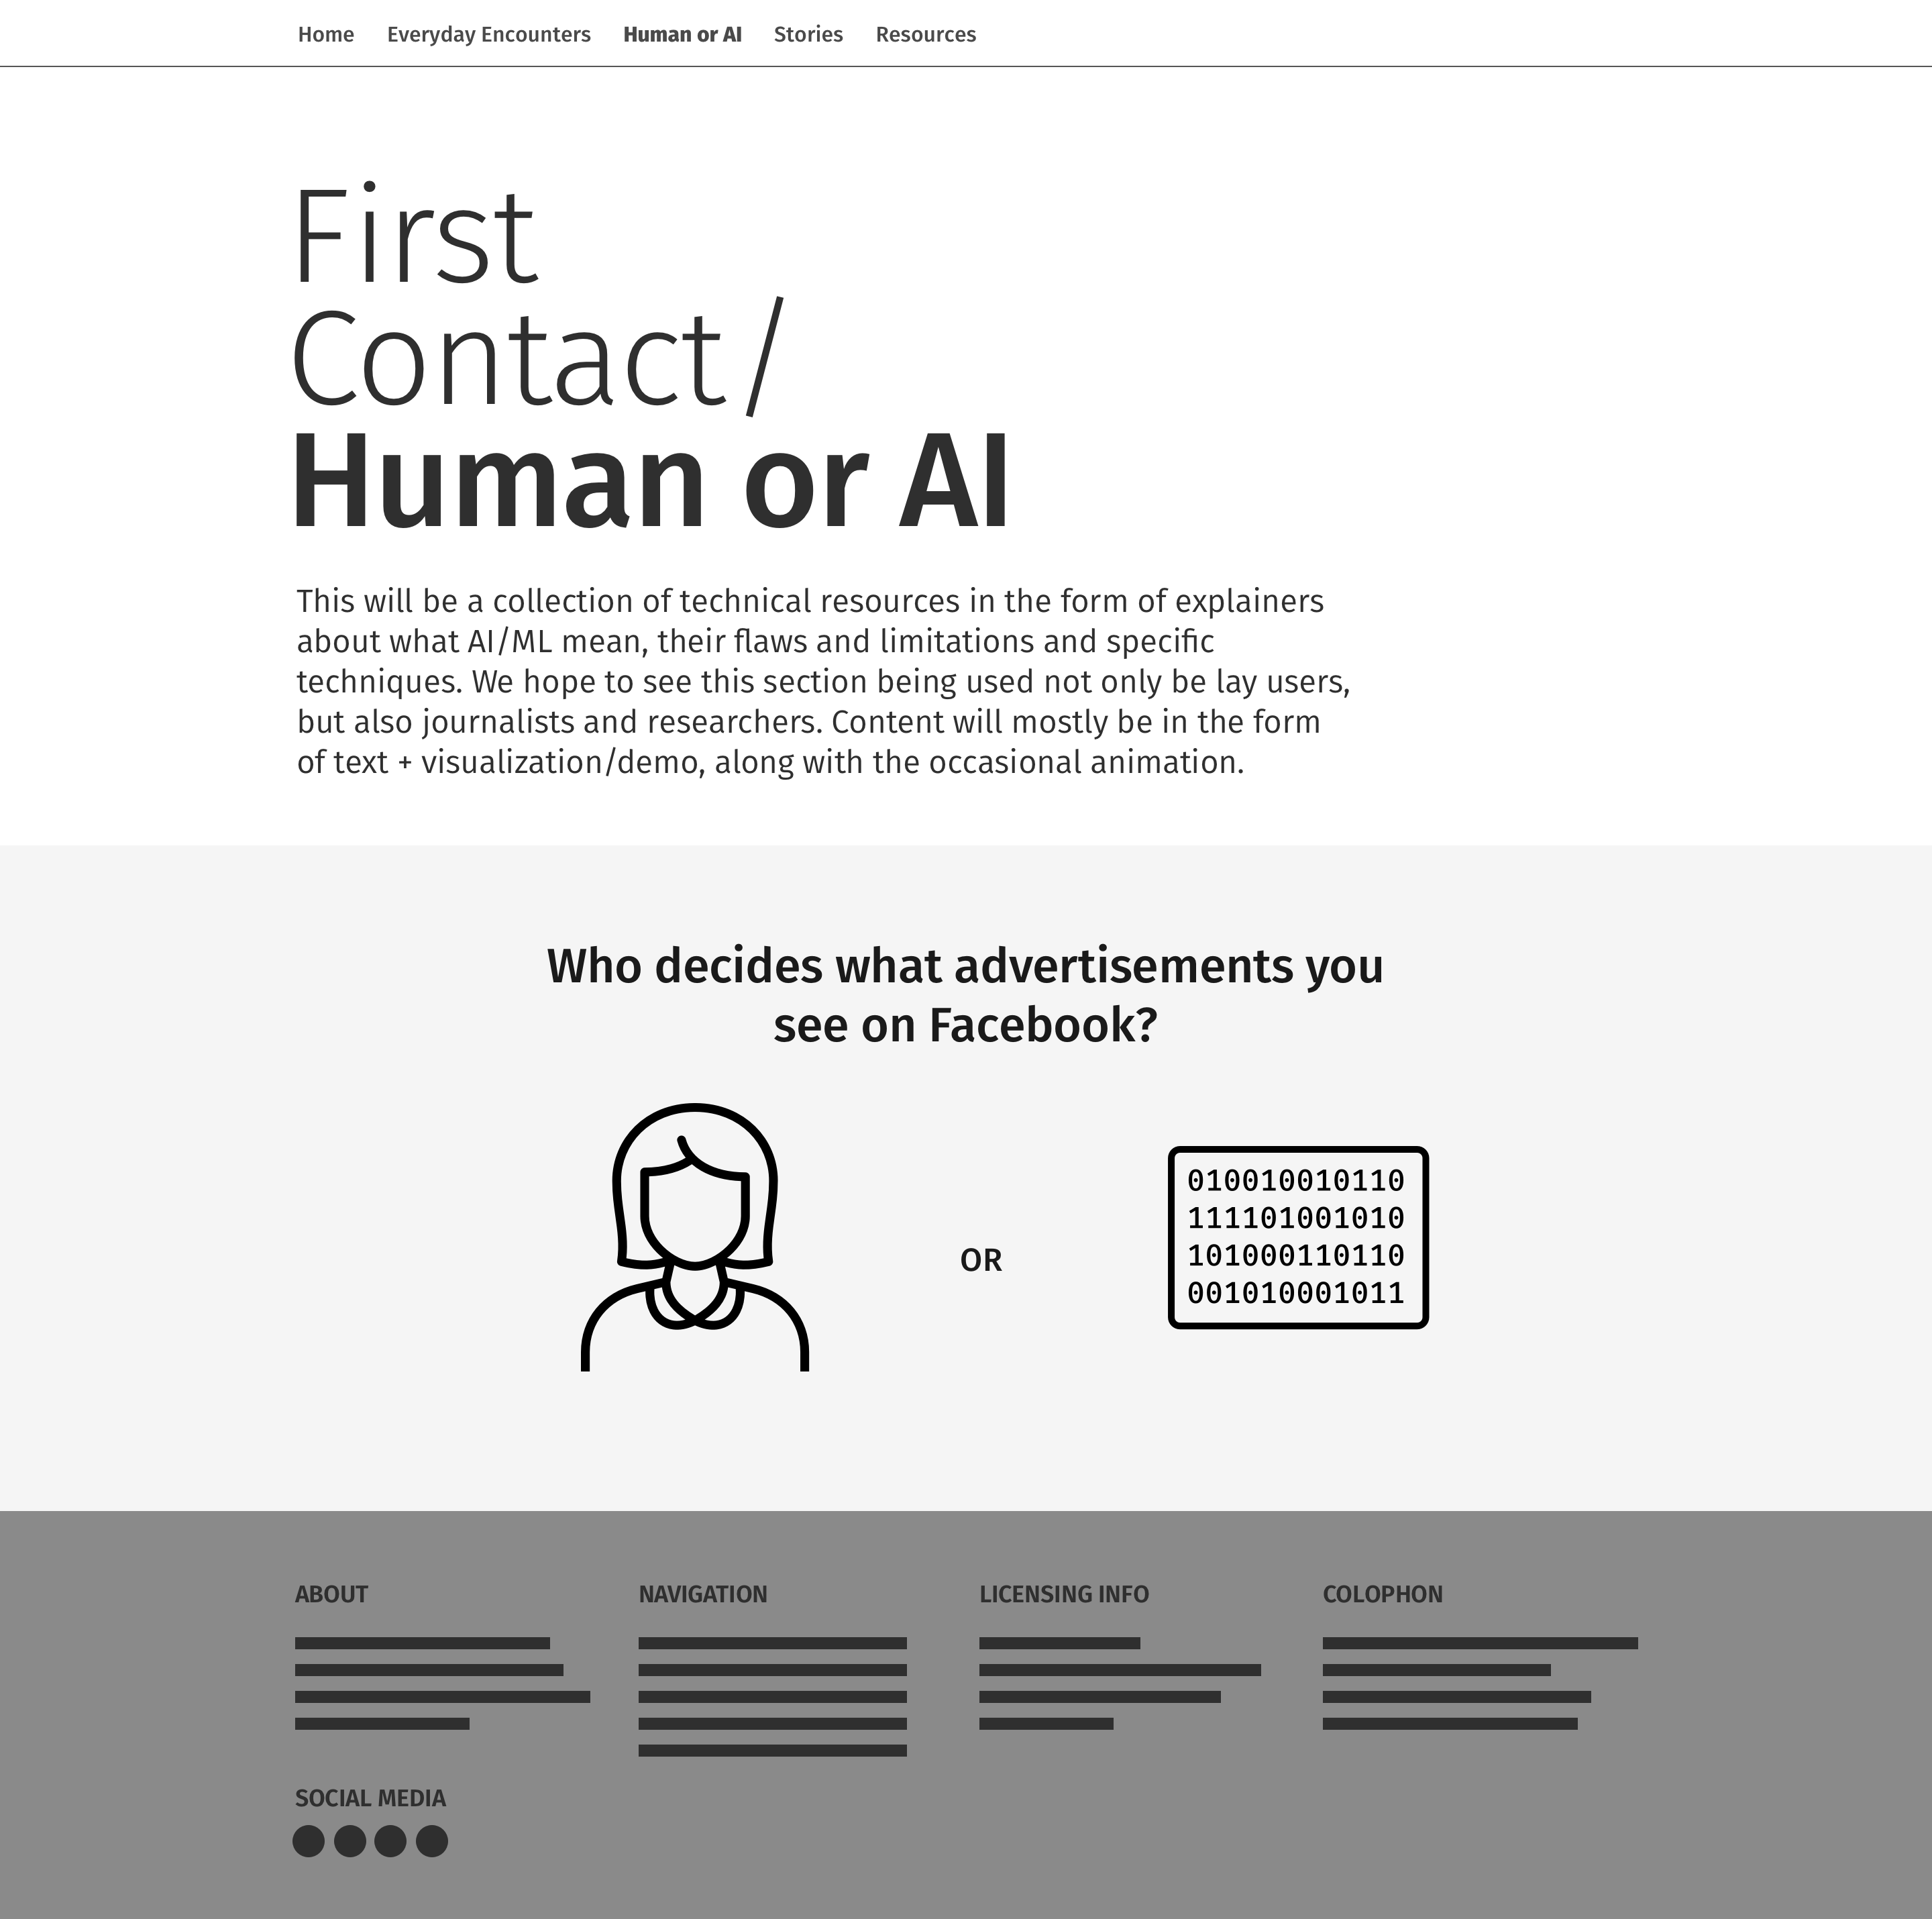 Home Everyday Encounters Human or AI Stories Resources
First
Contact/
Human or AI
This will be a collection of technical resources in the form of explainers
about what AI/ML mean, their flaws and limitations and specific
techniques. We hope to see this section being used not only be lay users,
but also journalists and researchers. Content will mostly be in the form
of text + visualization/demo, along with the occasional animation.
Who decides what advertisements you
see on Facebook?
OR
010010010110
111101001010
101000110110
001010001011
ABOUT NAVIGATION LICENSING INFO COLOPHON
SOCIAL MEDIA